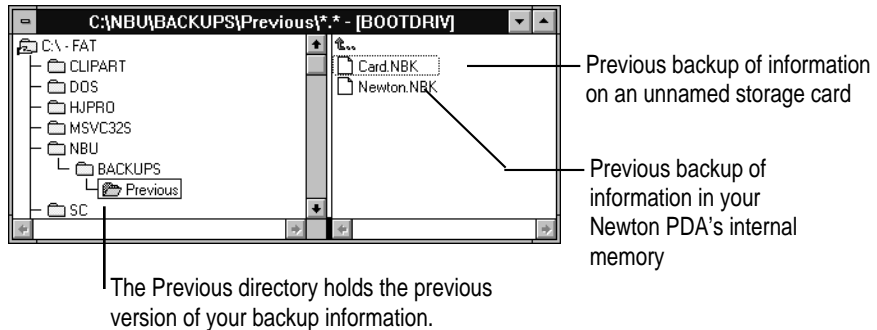 C:\NBU\BACKUPS\Previous\*.* - [BOOTDRIV]
C:\ - FAT
CLIPART
DOS
HJPRO
MSVC32S
NBU
BACKUPS
Previous
SC
Card.NBK
Newton.NBK
Previous backup of information
on an unnamed storage card
Previous backup of
information in your
Newton PDA's internal
memory
The Previous directory holds the previous
version of your backup information.